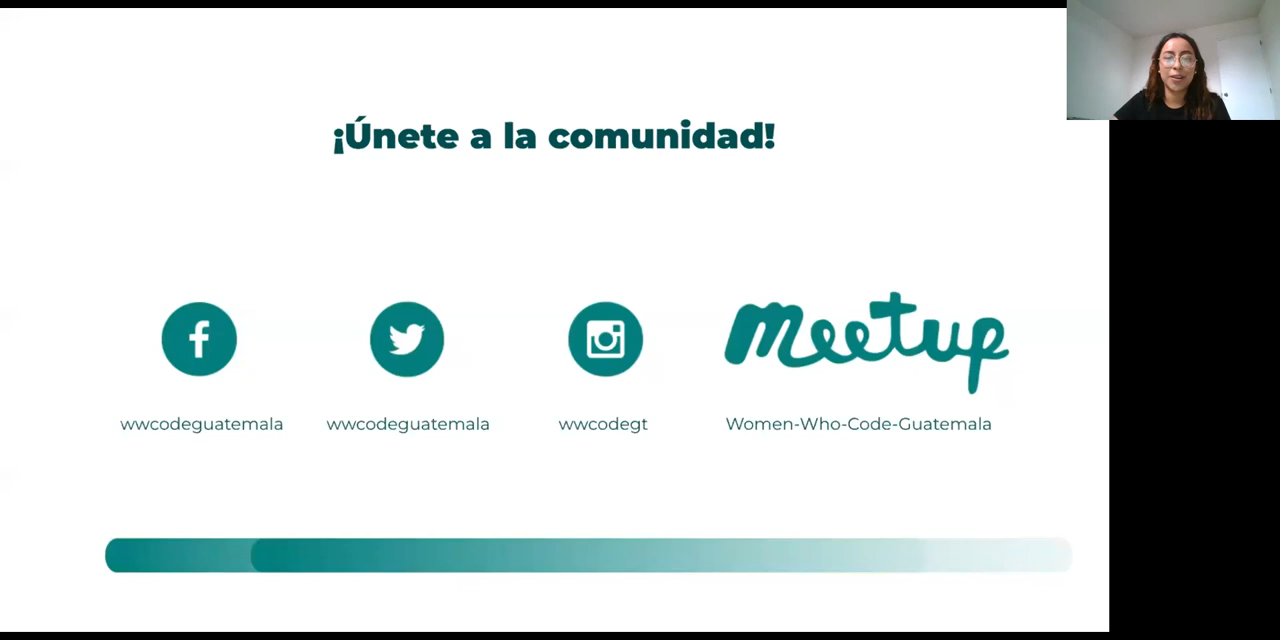 ¡Únete a la comunidad!
meetup
wwcodeguatemala
wwcodeguatemala
wwcodegt
Women-Who-Code-Guatemala